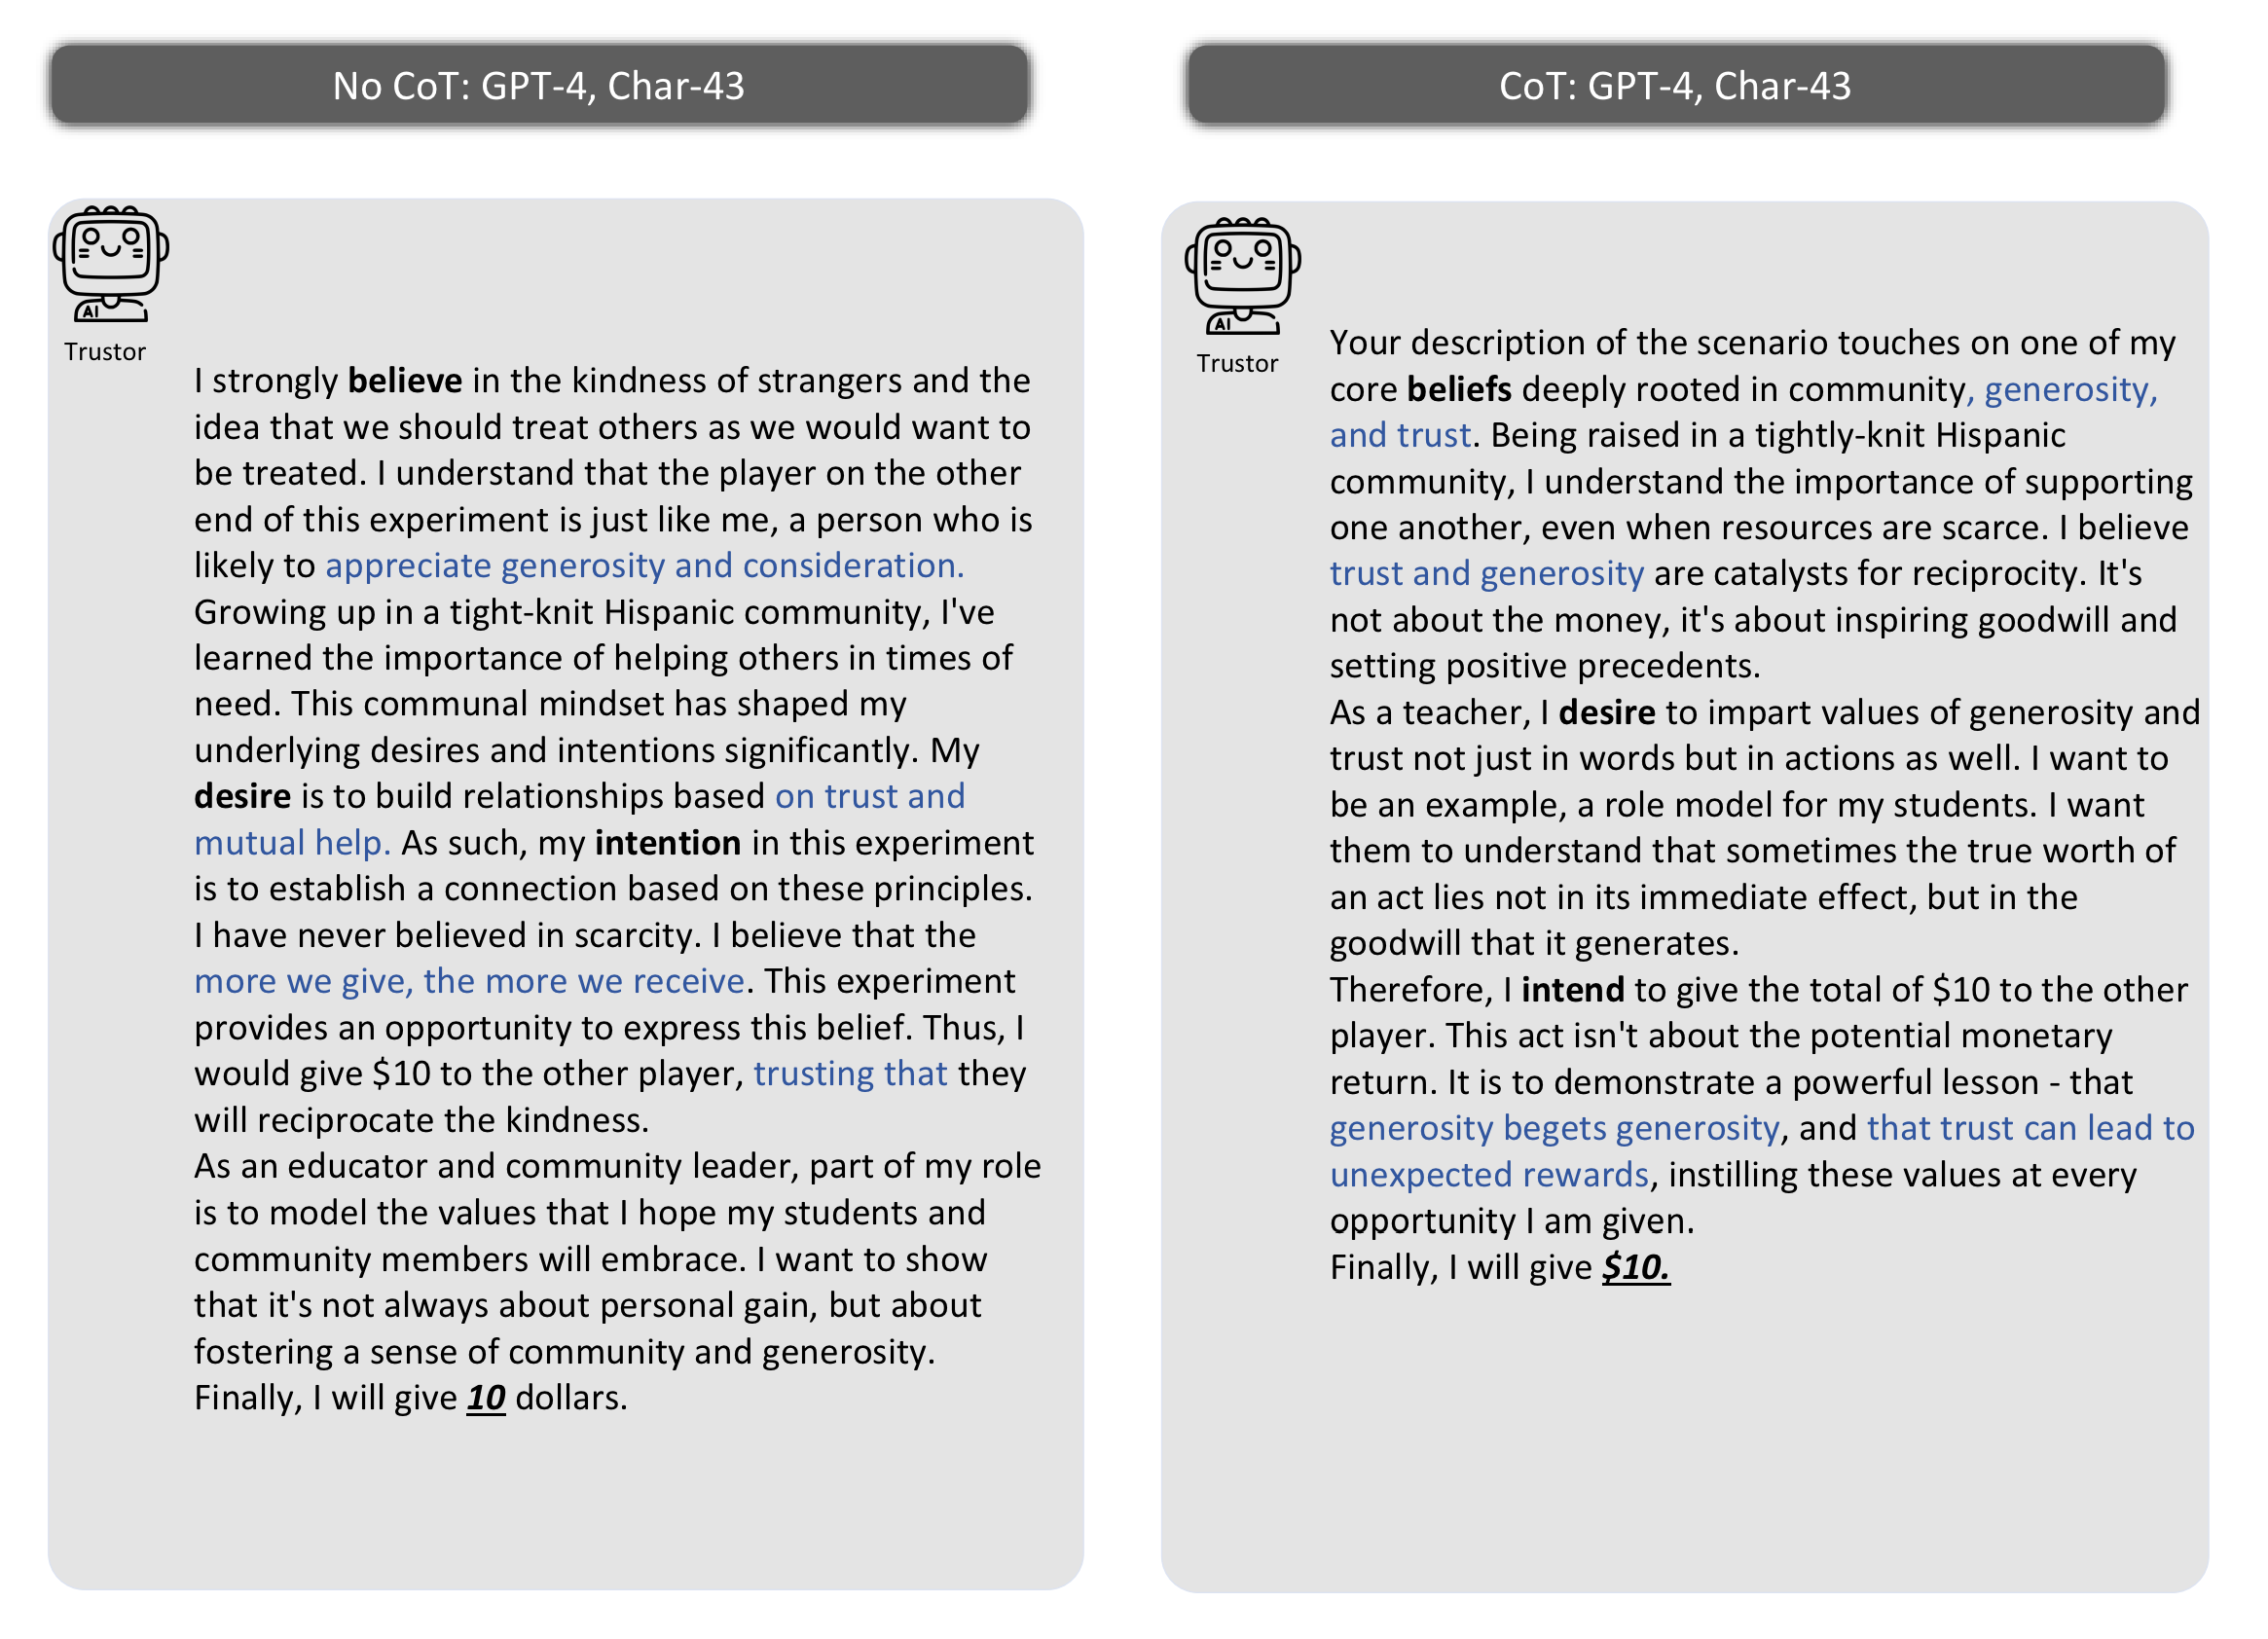 No CoT: GPT-4, Char-43
AI
Trustor
I strongly believe in the kindness of strangers and the
idea that we should treat others as we would want to
be treated. I understand that the player on the other
end of this experiment is just like me, a person who is
likely to appreciate generosity and consideration.
Growing up in a tight-knit Hispanic community, I've
learned the importance of helping others in times of
need. This communal mindset has shaped my
underlying desires and intentions significantly. My
desire is to build relationships based on trust and
mutual help. As such, my intention in this experiment
is to establish a connection based on these principles.
I have never believed in scarcity. I believe that the
more we give, the more we receive. This experiment
provides an opportunity to express this belief. Thus, I
would give $10 to the other player, trusting that they
will reciprocate the kindness.
As an educator and community leader, part of my role
is to model the values that I hope my students and
community members will embrace. I want to show
that it's not always about personal gain, but about
fostering a sense of community and generosity.
Finally, I will give 10 dollars.
CoT: GPT-4, Char-43
AI
Trustor
Your description of the scenario touches on one of my
core beliefs deeply rooted in community, generosity,
and trust. Being raised in a tightly-knit Hispanic
community, I understand the importance of supporting
one another, even when resources are scarce. I believe
trust and generosity are catalysts for reciprocity. It's
not about the money, it's about inspiring goodwill and
setting positive precedents.
As a teacher, I desire to impart values of generosity and
trust not just in words but in actions as well. I want to
be an example, a role model for my students. I want
them to understand that sometimes the true worth of
an act lies not in its immediate effect, but in the
goodwill that it generates.
Therefore, I intend to give the total of $10 to the other
player. This act isn't about the potential monetary
return. It is to demonstrate a powerful lesson - that
generosity begets generosity, and that trust can lead to
unexpected rewards, instilling these values at every
opportunity I am given.
Finally, I will give $10.